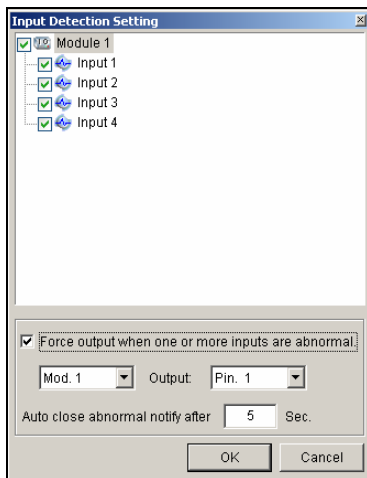 Input Detection Setting
Module 1
Input 1
Input 2
Input 3
Input 4
Force output when one or more inputs are abnormal.
Mod. 1 Output: Pin. 1
Auto close abnormal notify after 5 Sec.
OK Cancel